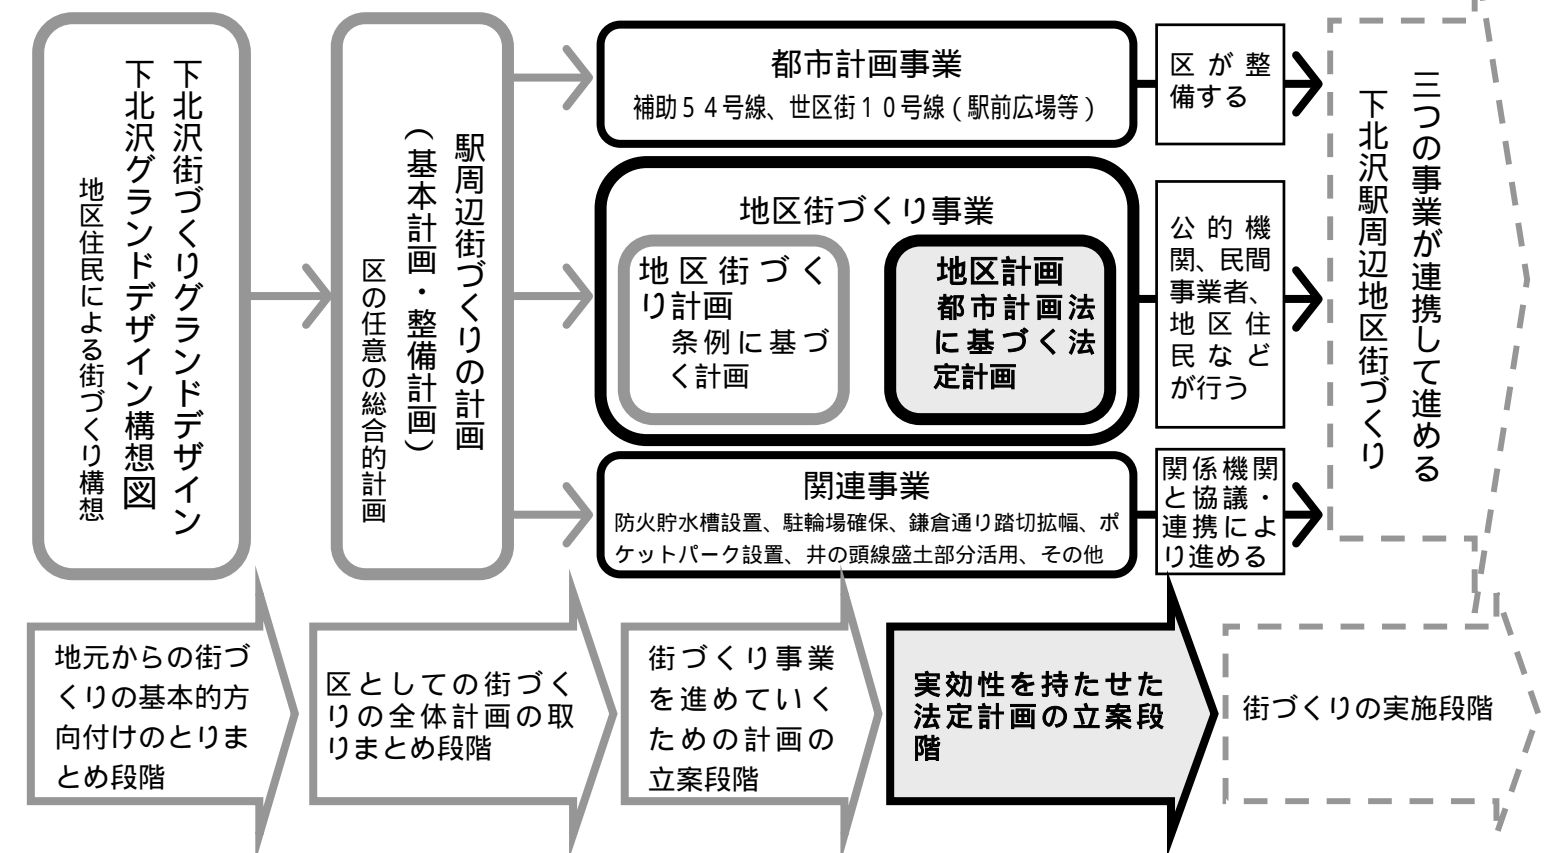 下北沢街づくりグランドデザイン
下北沢グランドデザイン構想図
地区住民による街づくり構想
駅周辺街づくりの計画
(基本計画・整備計画)
区の任意の総合的計画
都市計画事業
補助54号線、世区街10号線(駅前広場等)
区が整
備する
地区街づくり事業
地区街づく
り計画
条例に基づ
く計画
地区計画
都市計画法
に基づく法
定計画
公的機
関、民間
事業者、
地区住
民など
が行う
関連事業
防火貯水槽設置、駐輪場確保、鎌倉通り踏切拡幅、ポ
ケットパーク設置、井の頭線盛土部分活用、その他
関係機関
と協議・
連携によ
り進める
三つの事業が連携して進める
下北沢駅周辺地区街づくり
地元からの街づ
くりの基本的方
向付けのとりま
とめ段階
区としての街づく
りの全体計画の取
りまとめ段階
街づくり事業
を進めていく
ための計画の
立案段階
実効性を持たせた
法定計画の立案段
階
街づくりの実施段階